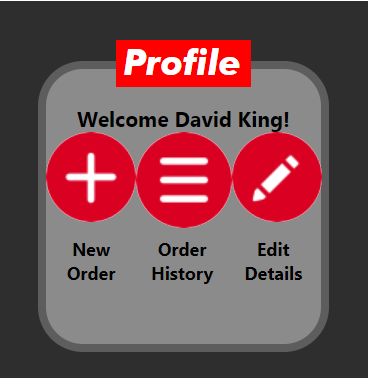 Profile
Welcome David King!
New Order
Order History
Edit Details